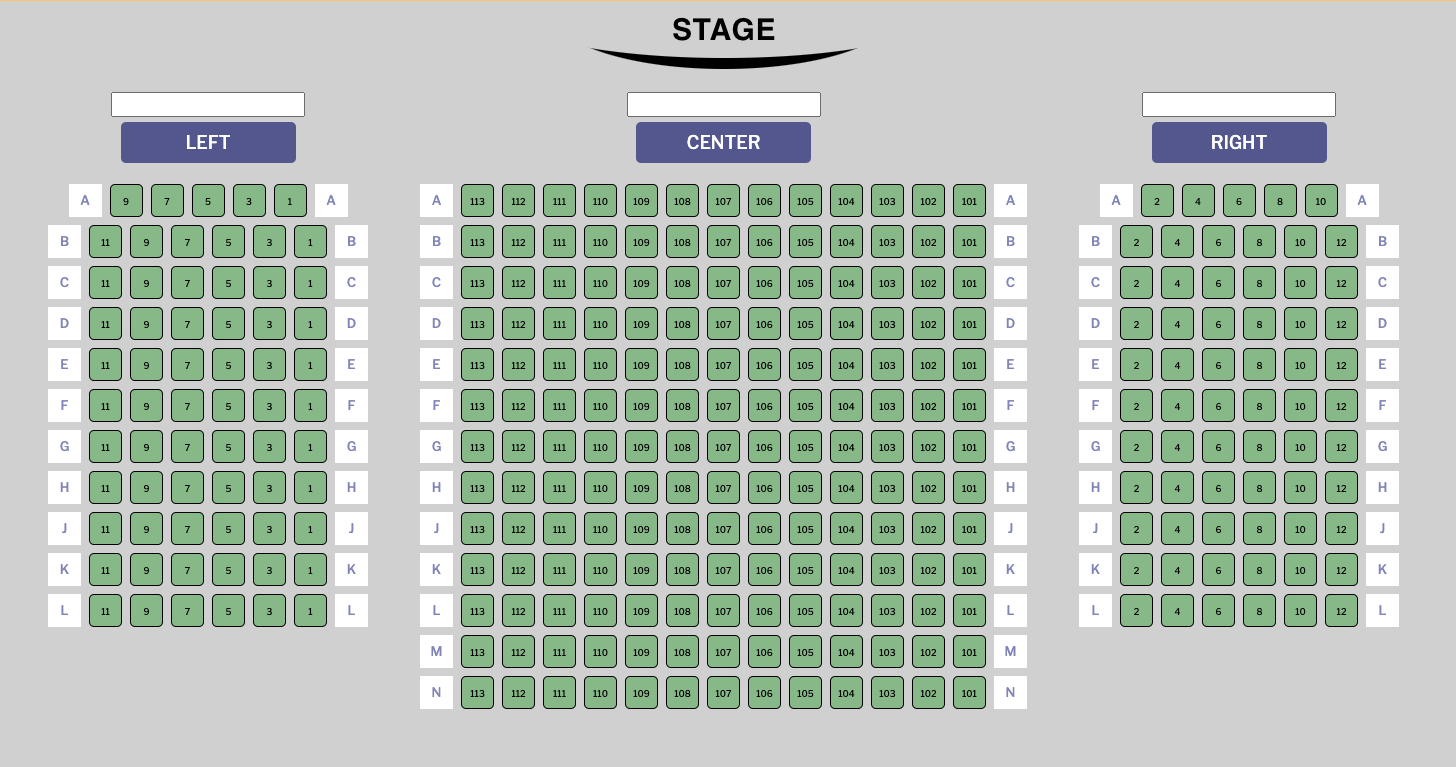 STAGE
LEFT CENTER RIGHT
A 9 7 5 3 1 A A 113 112 111 110 109 108 107 106 105 104 103 102 101 A A 2 4 6 8 10 A
B 11 9 7 5 3 1 B B 113 112 111 110 109 108 107 106 105 104 103 102 101 B B 2 4 6 8 10 12 B
C 11 9 7 5 3 1 C C 113 112 111 110 109 108 107 106 105 104 103 102 101 C C 2 4 6 8 10 12 C
D 11 9 7 5 3 1 D D 113 112 111 110 109 108 107 106 105 104 103 102 101 D D 2 4 6 8 10 12 D
E 11 9 7 5 3 1 E E 113 112 111 110 109 108 107 106 105 104 103 102 101 E E 2 4 6 8 10 12 E
F 11 9 7 5 3 1 F F 113 112 111 110 109 108 107 106 105 104 103 102 101 F F 2 4 6 8 10 12 F
G 11 9 7 5 3 1 G G 113 112 111 110 109 108 107 106 105 104 103 102 101 G G 2 4 6 8 10 12 G
H 11 9 7 5 3 1 H H 113 112 111 110 109 108 107 106 105 104 103 102 101 H H 2 4 6 8 10 12 H
J 11 9 7 5 3 1 J J 113 112 111 110 109 108 107 106 105 104 103 102 101 J J 2 4 6 8 10 12 J
K 11 9 7 5 3 1 K K 113 112 111 110 109 108 107 106 105 104 103 102 101 K K 2 4 6 8 10 12 K
L 11 9 7 5 3 1 L L 113 112 111 110 109 108 107 106 105 104 103 102 101 L L 2 4 6 8 10 12 L
M 113 112 111 110 109 108 107 106 105 104 103 102 101 M
N 113 112 111 110 109 108 107 106 105 104 103 102 101 N